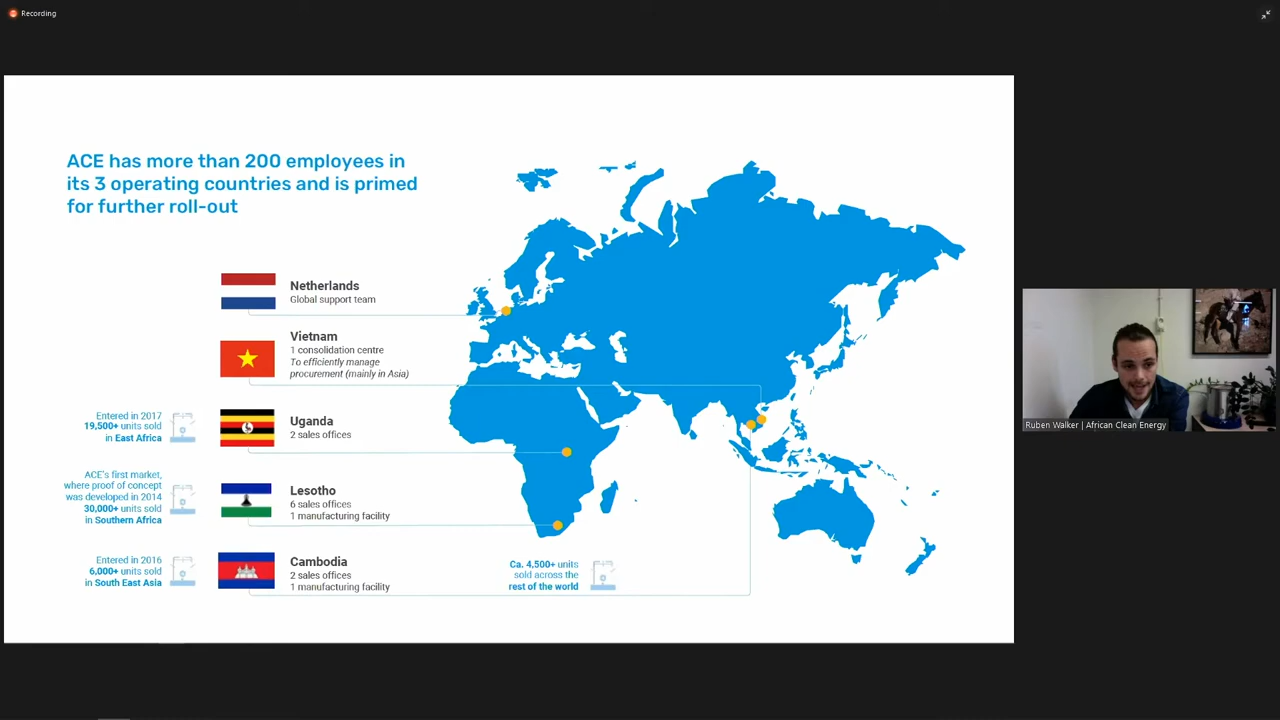 Recording
ACE has more than 200 employees in
its 3 operating countries and is primed
for further roll-out
Netherlands
Global support team
Vietnam
1 consolidation centre
To efficiently manage
procurement (mainly in Asia)
Entered in 2017
19,500+ units sold
in East Africa
Uganda
2 sales offices
ACE's first market,
where proof of concept
was developed in 2014
30,000+ units sold
in Southern Africa
Lesotho
6 sales offices
1 manufacturing facility
Entered in 2016
6,000+ units sold
in South East Asia
Cambodia
2 sales offices
1 manufacturing facility
Ca. 4,500+ units
sold across the
rest of the world
Ruben Walker | African Clean Energy